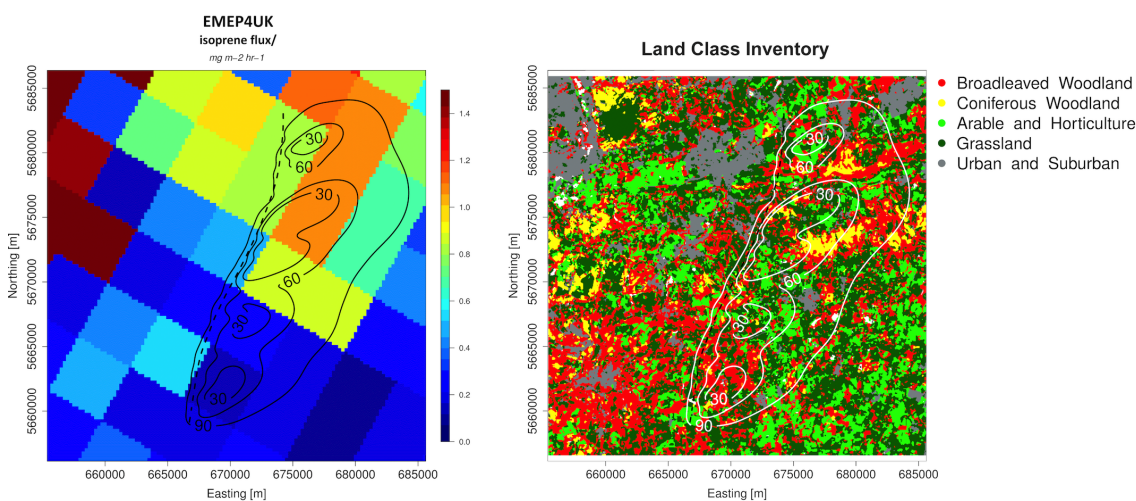 EMEP4UK
isoprene flux/
mg m−2 hr−1
5685000
5680000
5675000
5670000
5665000
5660000
Northing [m]
660000 665000 670000 675000 680000 685000
Easting [m]
30
60
30
60
30
30
90
1.4
1.2
1.0
0.8
0.6
0.4
0.2
0.0
Land Class Inventory
5685000
5680000
5675000
5670000
5665000
5660000
Northing [m]
660000 665000 670000 675000 680000 685000
Easting [m]
30
60
30
60
30
30
90
Broadleaved Woodland
Coniferous Woodland
Arable and Horticulture
Grassland
Urban and Suburban